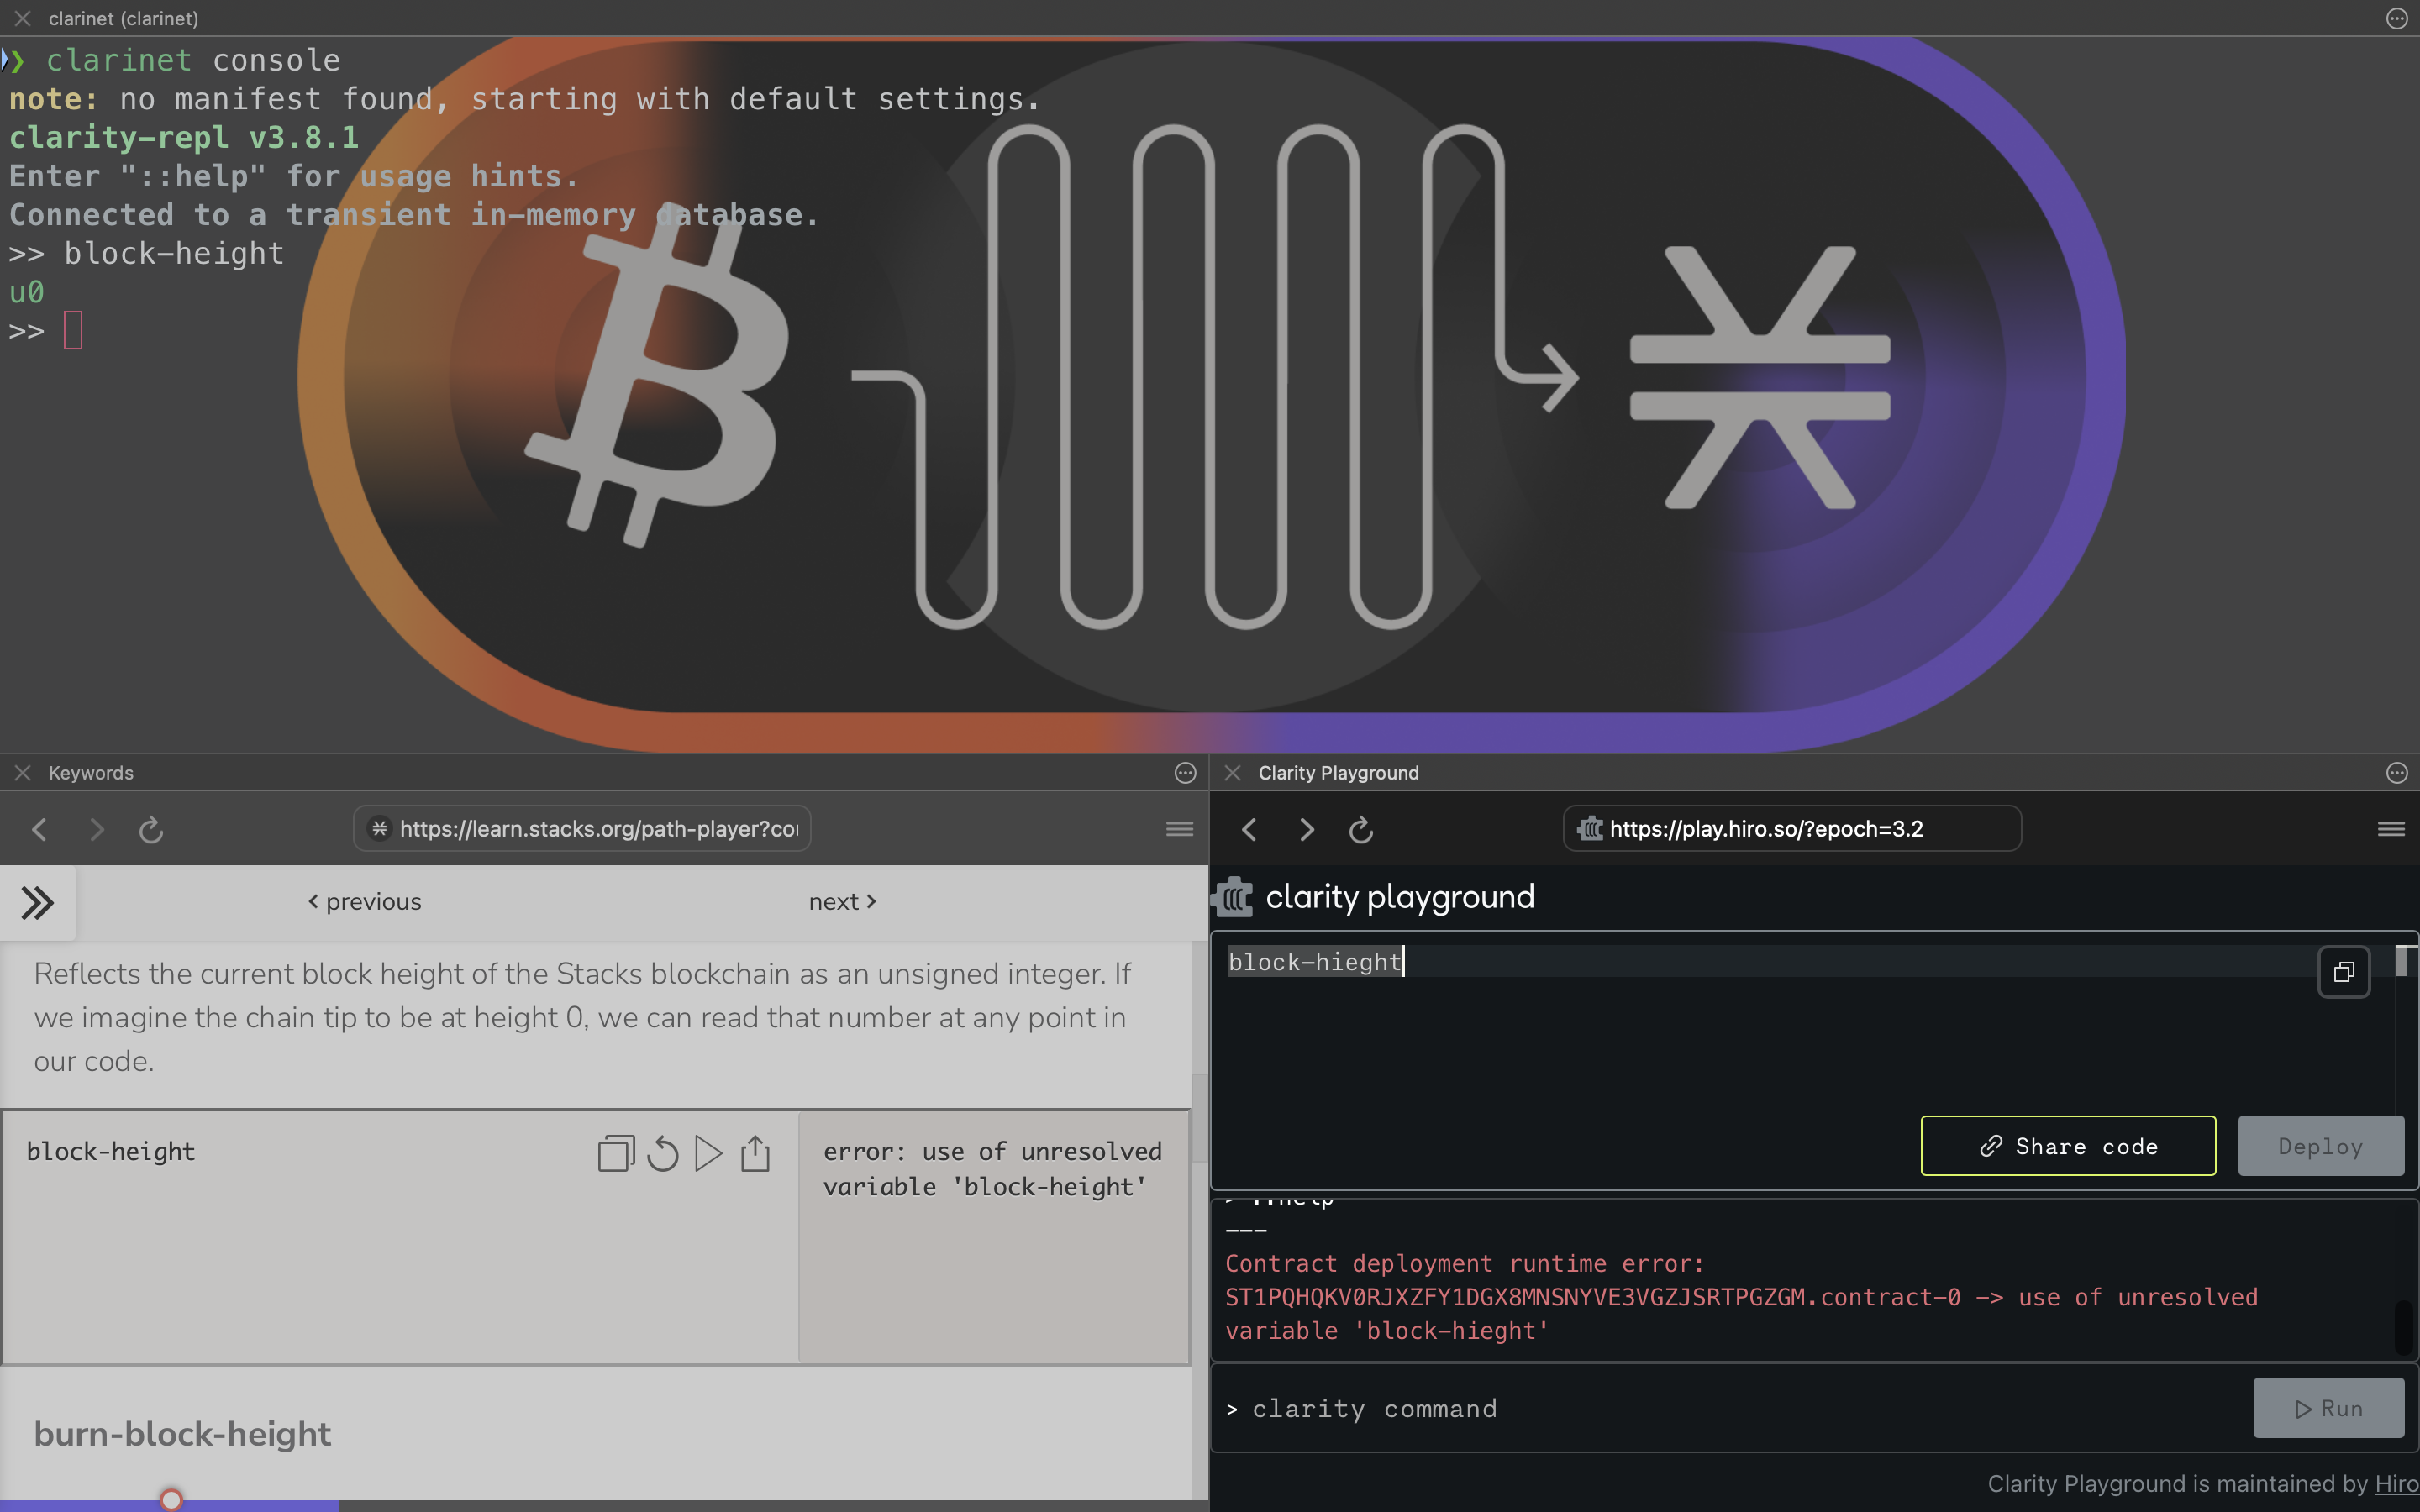 clarinet (clarinet)
❯ clarinet console
note: no manifest found, starting with default settings.
clarity-repl v3.8.1
Enter "::help" for usage hints.
Connected to a transient in-memory database.
>> block-height
u0
>>
Keywords
https://learn.stacks.org/path-player?cou
< previous
next >
Reflects the current block height of the Stacks blockchain as an unsigned integer. If
we imagine the chain tip to be at height 0, we can read that number at any point in
our code.
block-height
error: use of unresolved
variable 'block-height'
burn-block-height
Clarity Playground
https://play.hiro.so/?epoch=3.2
clarity playground
block-hieght
Share code
Deploy
> ::help
---
Contract deployment runtime error:
ST1PQHQKV0RJXZFY1DGX8MNSNYVE3VGZJSRTPGZGM.contract-0 -> use of unresolved
variable 'block-hieght'
> clarity command
Run
Clarity Playground is maintained by Hiro